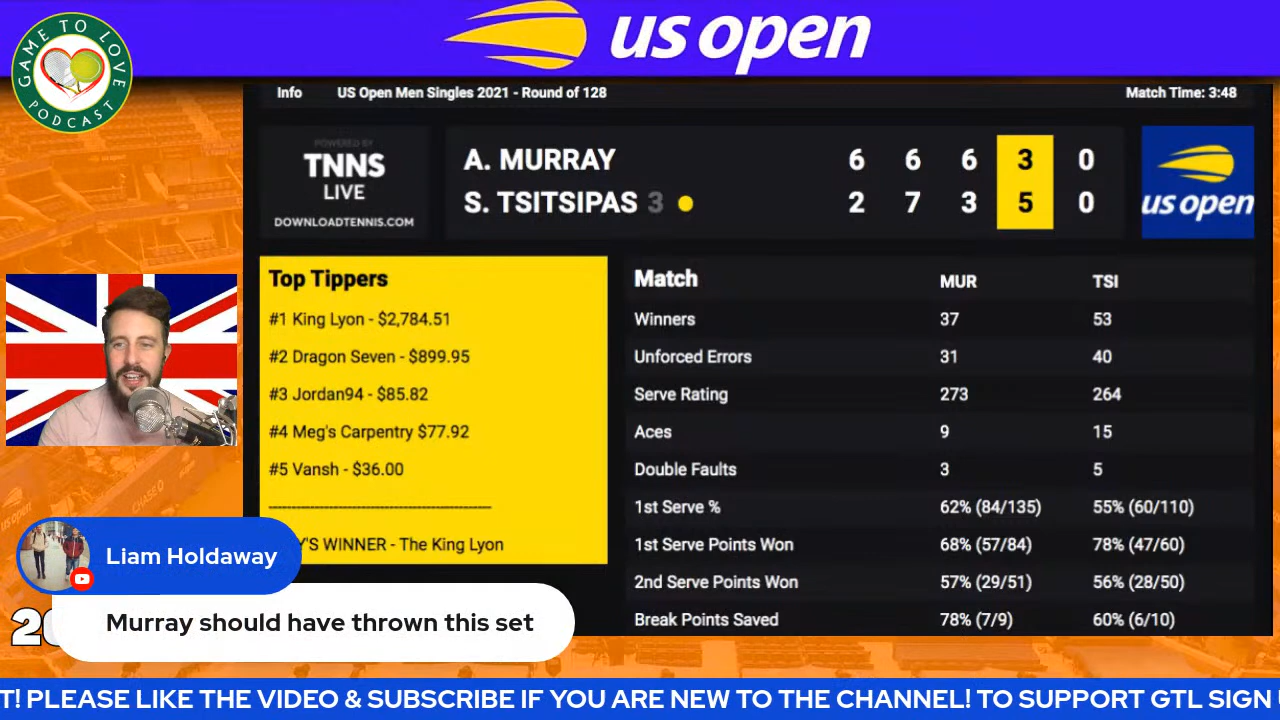 GAME TO LOVE PODCAST
us open
Info US Open Men Singles 2021 - Round of 128 Match Time: 3:48
POWERED BY
TNNS
LIVE
DOWNLOADTENNIS.COM
A. MURRAY 6 6 6 3 0
S. TSITSIPAS 3 2 7 3 5 0
us open
Top Tippers
#1 King Lyon - $2,784.51
#2 Dragon Seven - $899.95
#3 Jordan94 - $85.82
#4 Meg's Carpentry $77.92
#5 Vansh - $36.00
Y'S WINNER - The King Lyon
Match MUR TSI
Winners 37 53
Unforced Errors 31 40
Serve Rating 273 264
Aces 9 15
Double Faults 3 5
1st Serve % 62% (84/135) 55% (60/110)
1st Serve Points Won 68% (57/84) 78% (47/60)
2nd Serve Points Won 57% (29/51) 56% (28/50)
Break Points Saved 78% (7/9) 60% (6/10)
CHASE
us open
Liam Holdaway
Murray should have thrown this set
T! PLEASE LIKE THE VIDEO & SUBSCRIBE IF YOU ARE NEW TO THE CHANNEL! TO SUPPORT GTL SIGN